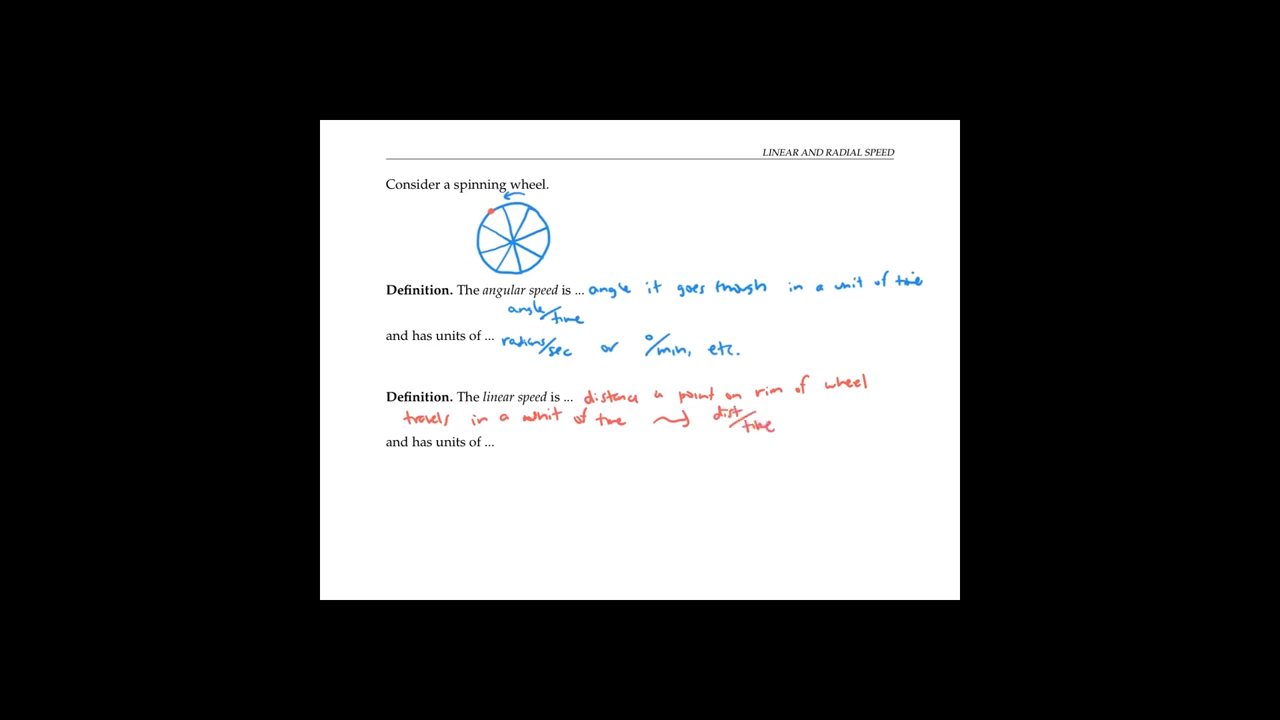 LINEAR AND RADIAL SPEED
Consider a spinning wheel.
Definition. The angular speed is ... angle it goes through in a unit of time
angle/time
and has units of ... radians/sec or °/min, etc.
Definition. The linear speed is ... distance a point on rim of wheel
travels in a unit of time → dist/time
and has units of ...